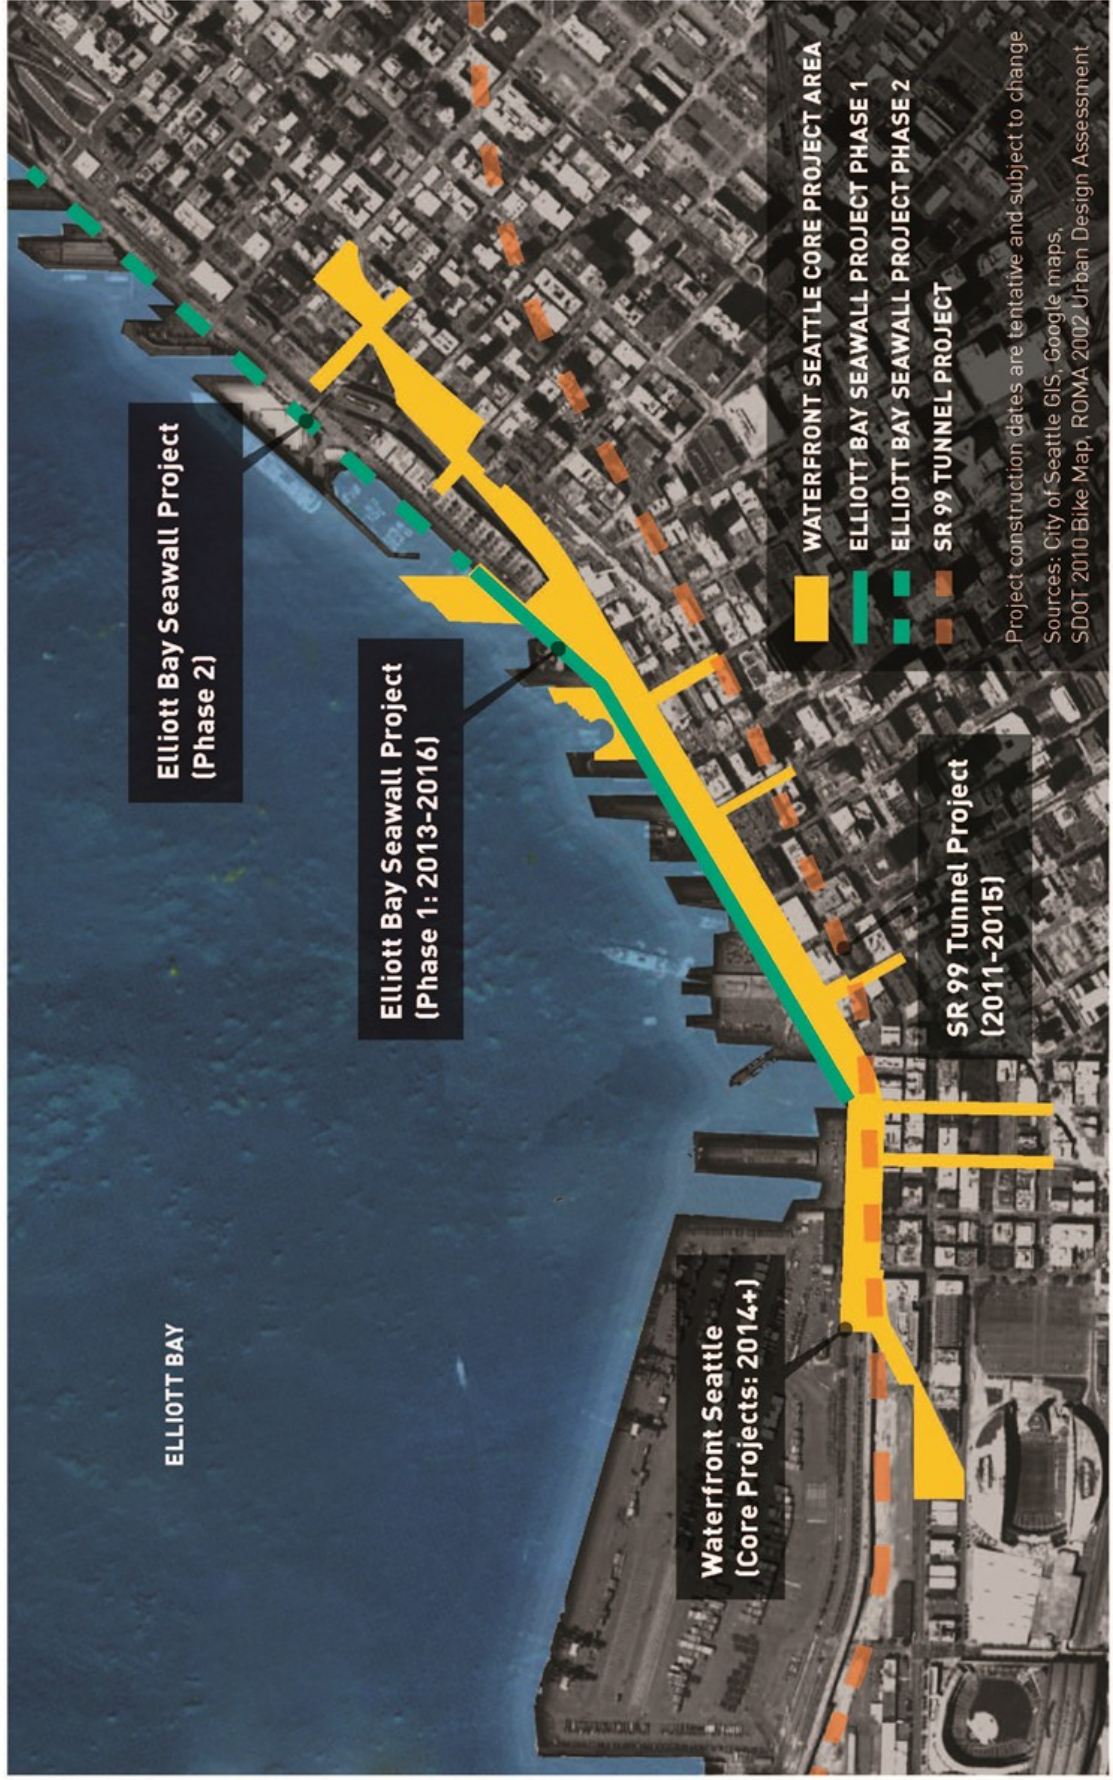 Elliott Bay Seawall Project
(Phase 2)
Elliott Bay Seawall Project
(Phase 1: 2013-2016)
ELLIOTT BAY
Waterfront Seattle
(Core Projects: 2014+)
SR 99 Tunnel Project
(2011-2015)
WATERFRONT SEATTLE CORE PROJECT AREA
ELLIOTT BAY SEAWALL PROJECT PHASE 1
ELLIOTT BAY SEAWALL PROJECT PHASE 2
SR 99 TUNNEL PROJECT
Project construction dates are tentative and subject to change
Sources: City of Seattle GIS, Google maps,
SDOT 2010 Bike Map, ROMA 2002 Urban Design Assessment